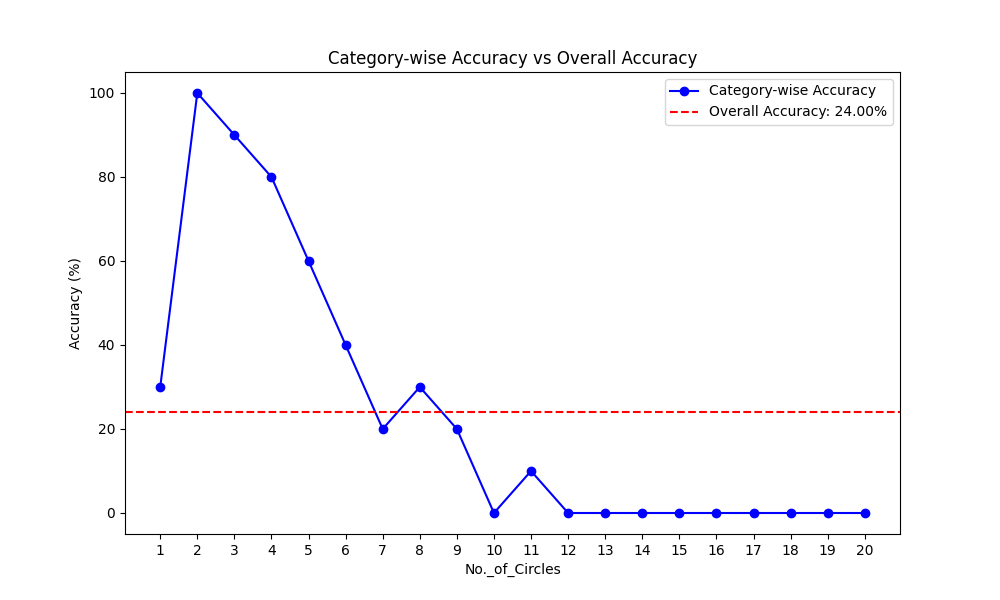 Category-wise Accuracy vs Overall Accuracy
Category-wise Accuracy
Overall Accuracy: 24.00%
100
80
60
40
20
0
Accuracy (%)
1 2 3 4 5 6 7 8 9 10 11 12 13 14 15 16 17 18 19 20
No._of_Circles